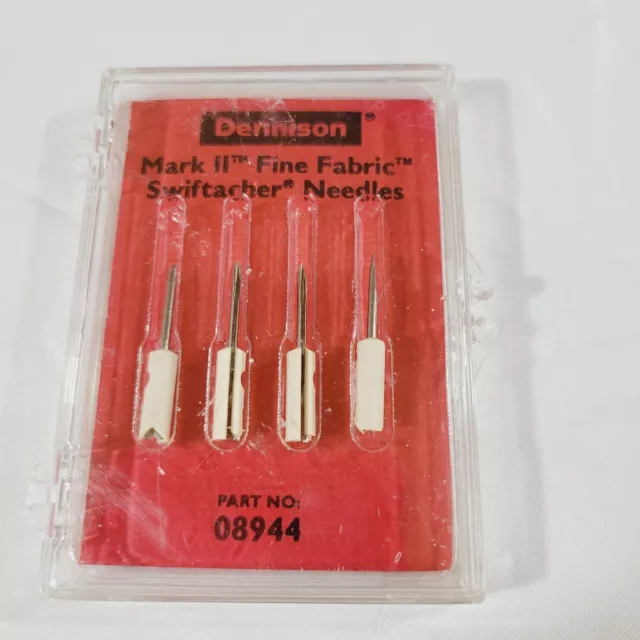 Dennison®
Mark II™ Fine Fabric™
Swiftacher® Needles
PART NO:
08944